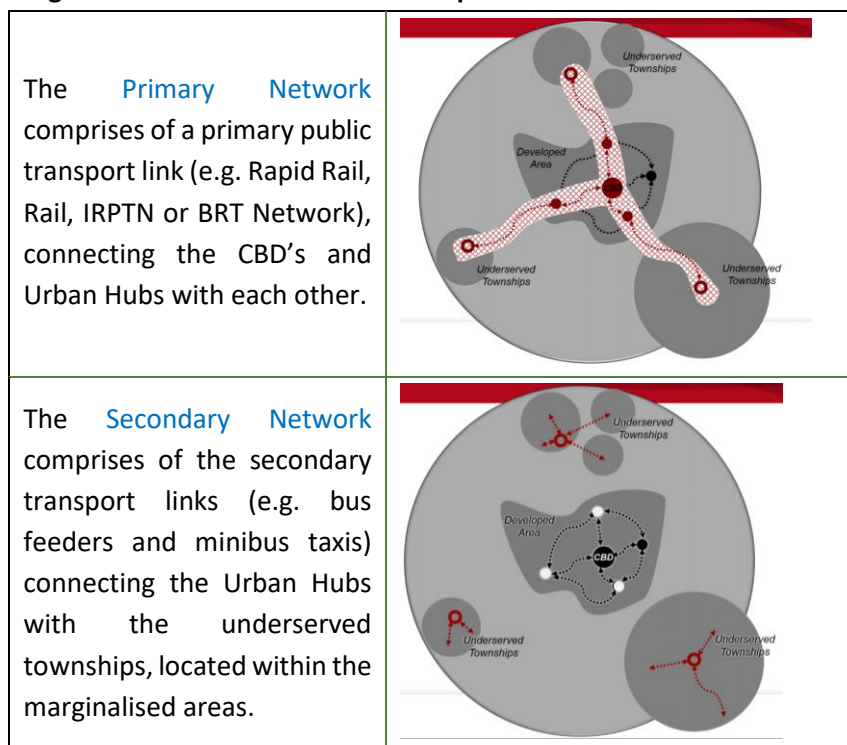 The Primary Network
comprises of a primary public
transport link (e.g. Rapid Rail,
Rail, IRPTN or BRT Network),
connecting the CBD's and
Urban Hubs with each other.
Underserved
Townships
Developed
Area
CBD
Underserved
Townships
Underserved
Townships
The Secondary Network
comprises of the secondary
transport links (e.g. bus
feeders and minibus taxis)
connecting the Urban Hubs
with the underserved
townships, located within the
marginalised areas.
Underserved
Townships
Developed
Area
CBD
Underserved
Townships
Underserved
Townships